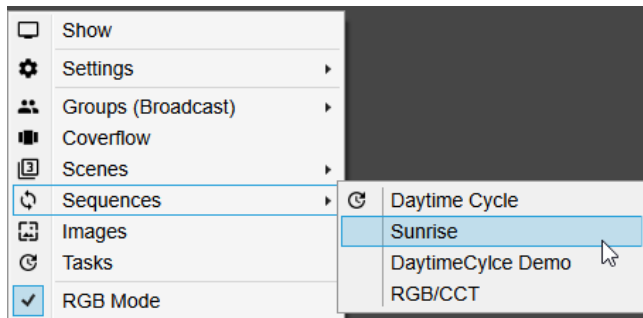 Show
Settings
Groups (Broadcast)
Coverflow
Scenes
Sequences
Images
Tasks
RGB Mode
Daytime Cycle
Sunrise
DaytimeCylce Demo
RGB/CCT